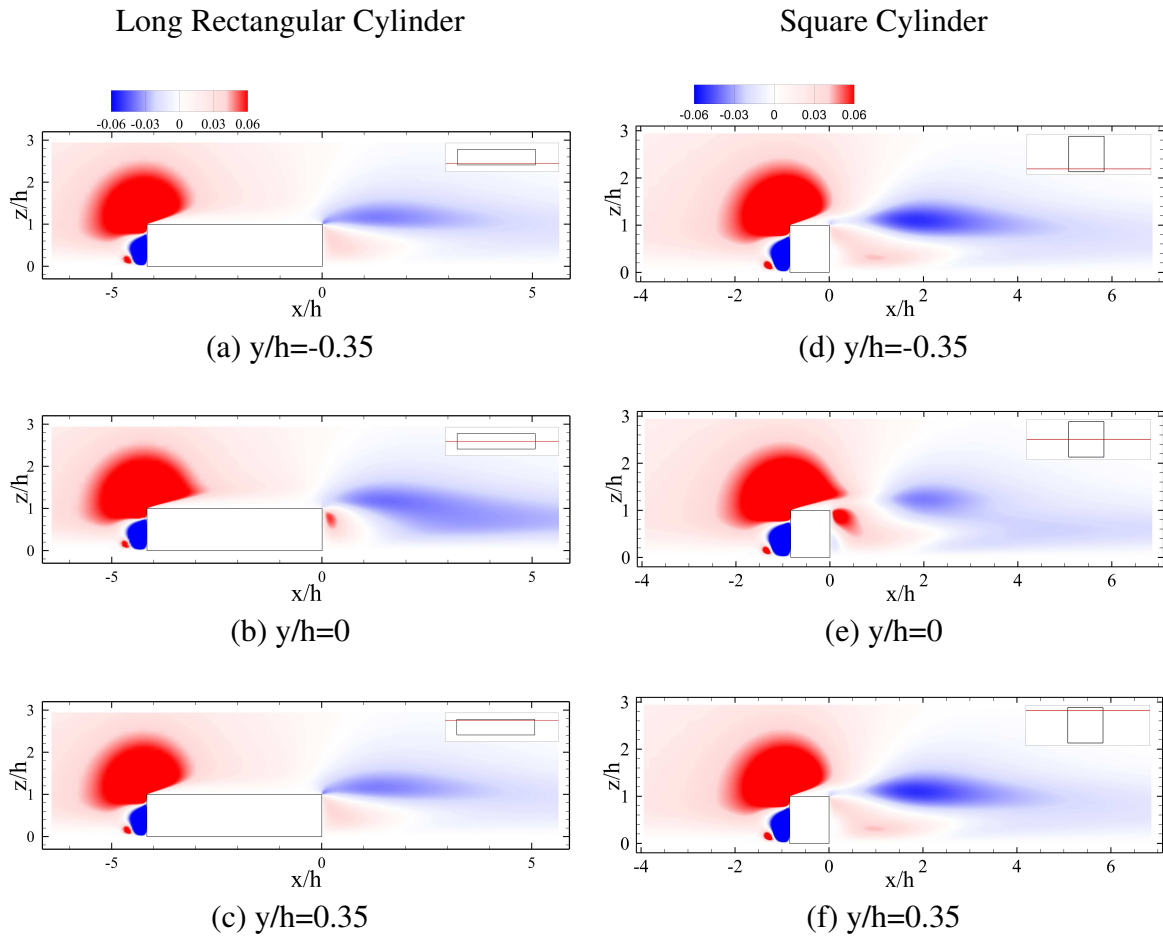 Long Rectangular Cylinder
Square Cylinder
-0.06 -0.03 0 0.03 0.06
3
2
1
0
z/h
-5 0 5
x/h
(a) y/h=-0.35
-0.06 -0.03 0 0.03 0.06
3
2
1
0
z/h
-4 -2 0 2 4 6
x/h
(d) y/h=-0.35
3
2
1
0
z/h
-5 0 5
x/h
(b) y/h=0
3
2
1
0
z/h
-4 -2 0 2 4 6
x/h
(e) y/h=0
3
2
1
0
z/h
-5 0 5
x/h
(c) y/h=0.35
3
2
1
0
z/h
-4 -2 0 2 4 6
x/h
(f) y/h=0.35